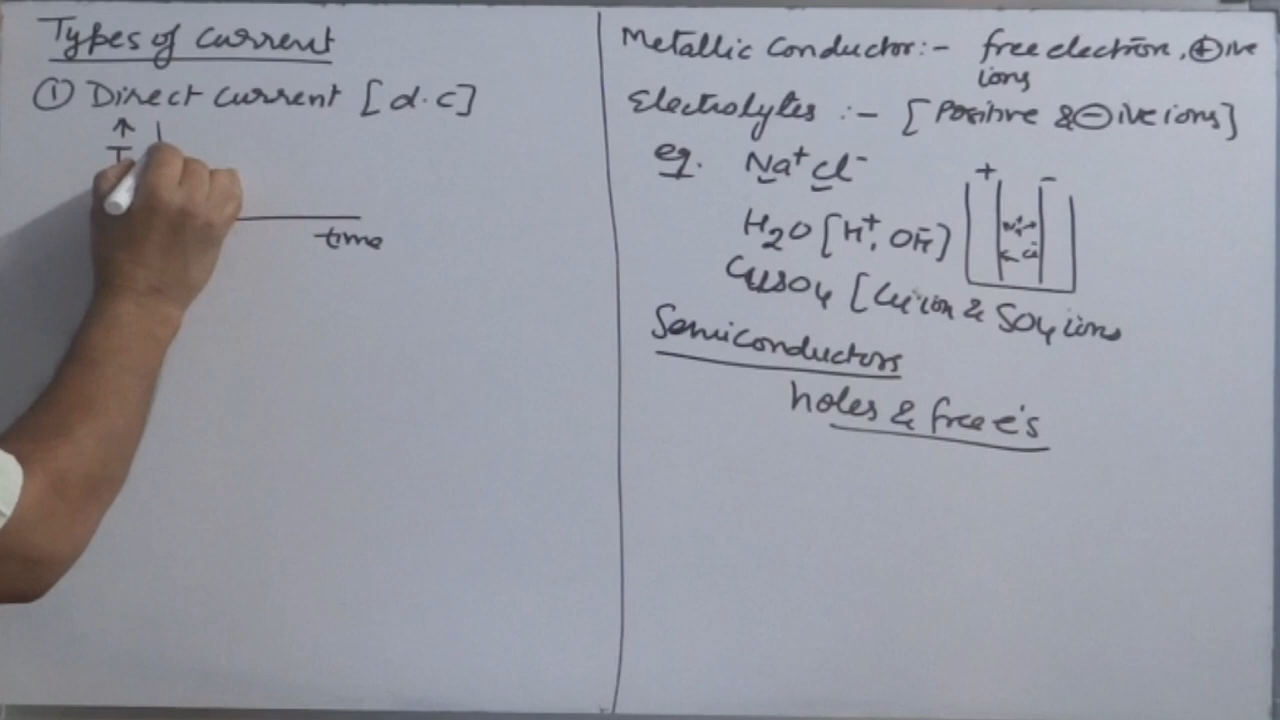 Types of current
① Direct current [d.c]
I
time
Metallic Conductor:- free electron, ⊕ive
ions
Electrolytes :- [Positive & ⊖ive ions]
eg. Na⁺ Cl⁻
+ -
H₂O [H⁺, OH⁻]
CuSO₄ [Cu ion & SO₄ ions
Semiconductors
holes & free e's